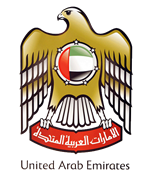 الإمارات العربية المتحدة
United Arab Emirates